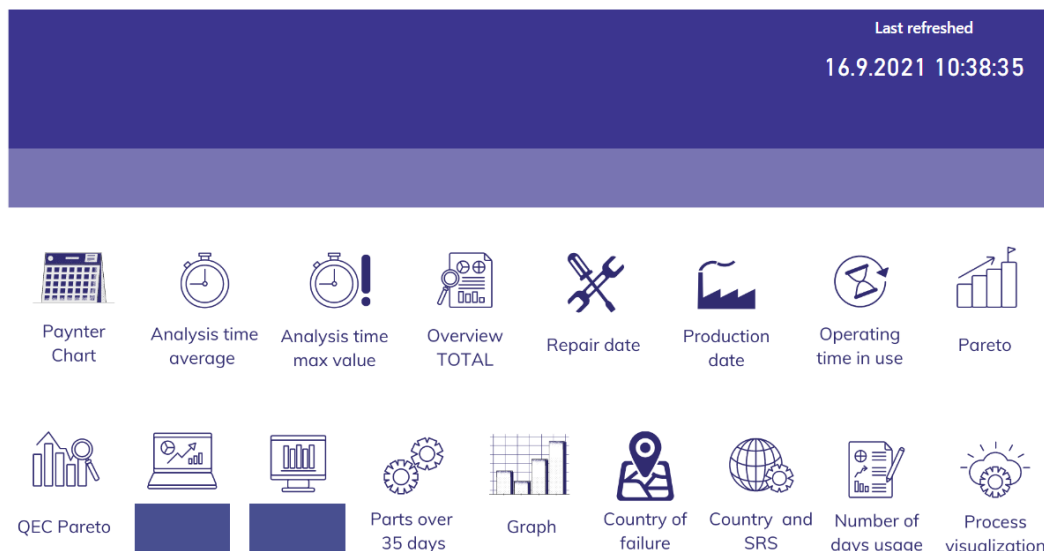 Last refreshed
16.9.2021 10:38:35
Paynter
Chart
Analysis time
average
Analysis time
max value
Overview
TOTAL
Repair date
Production
date
Operating
time in use
Pareto
QEC Pareto
Parts over
35 days
Graph
Country of
failure
Country and
SRS
Number of
days usage
Process
visualization